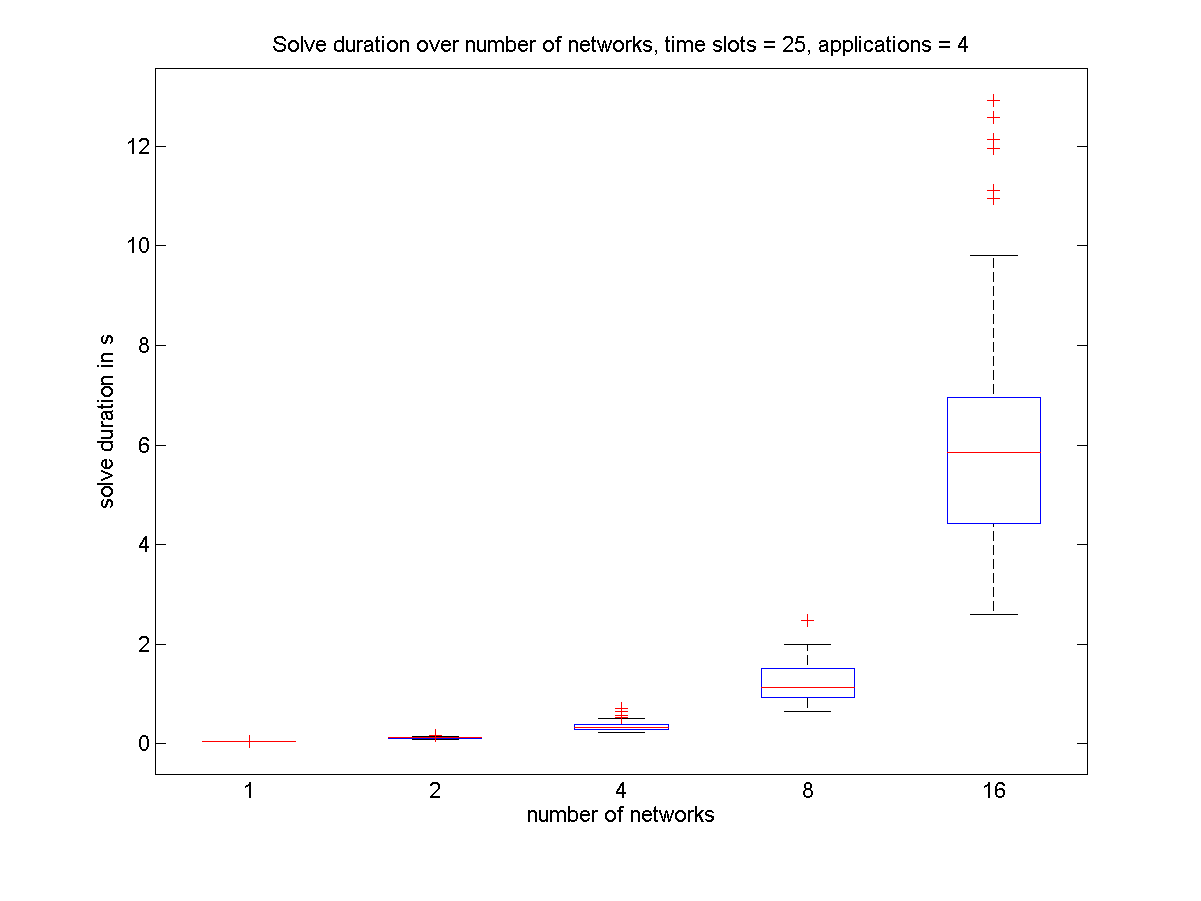 Solve duration over number of networks, time slots = 25, applications = 4
12
10
8
6
4
2
0
solve duration in s
1 2 4 8 16
number of networks